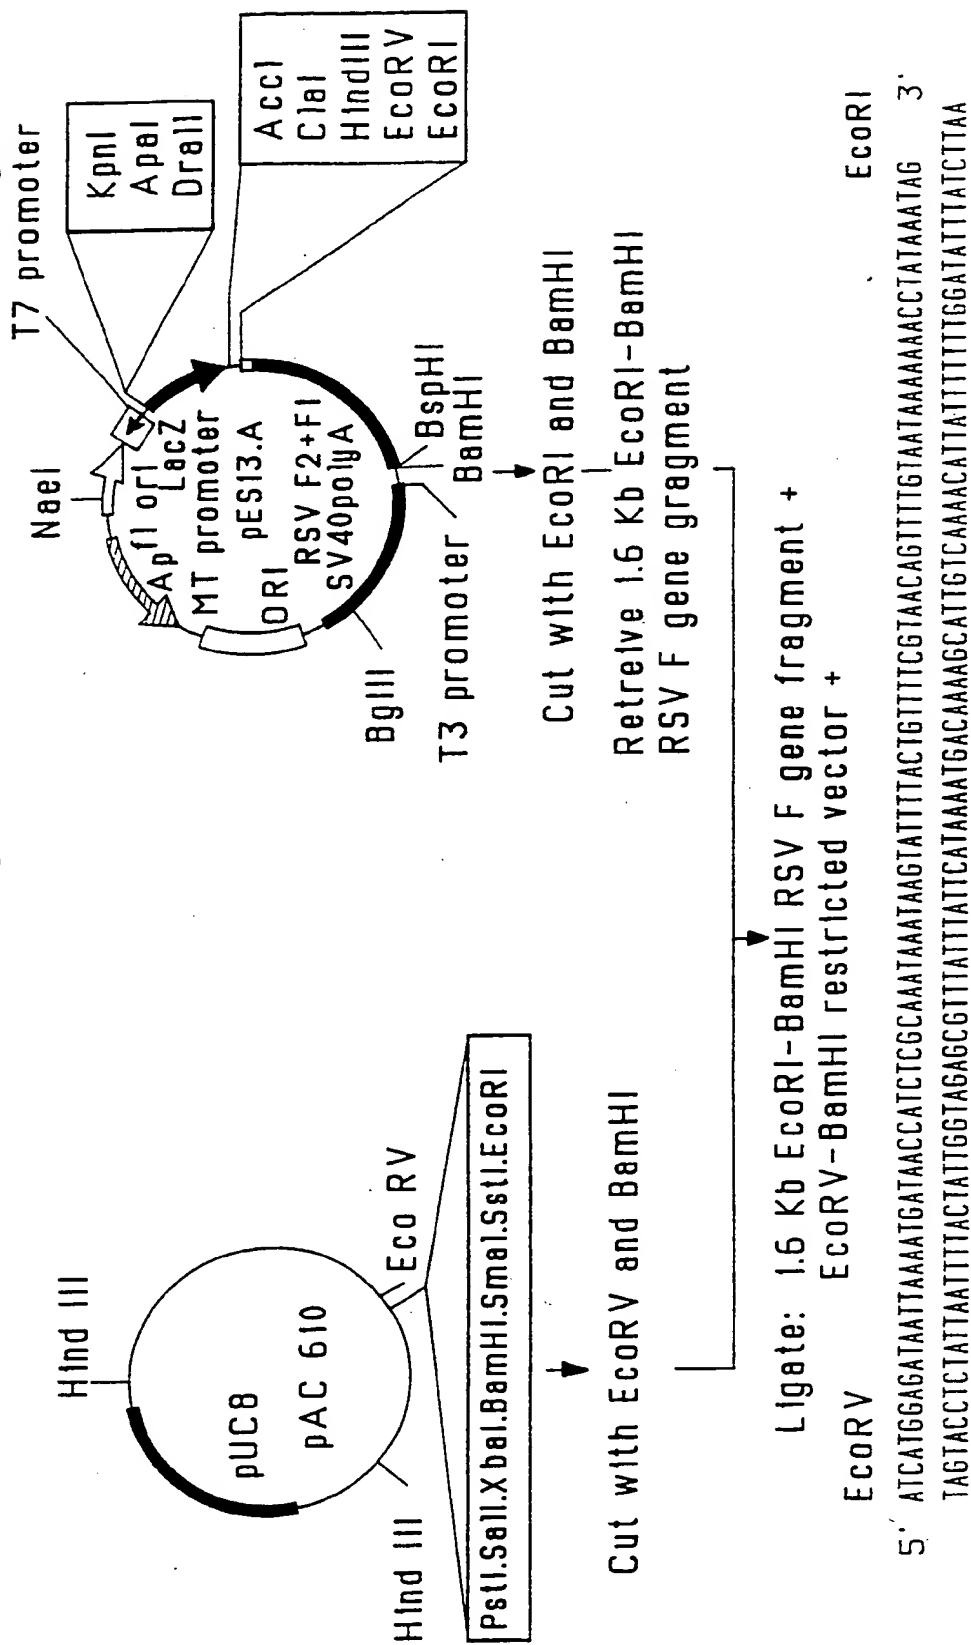 Hind III
pUC8
pAC 610
Eco RV
Hind III
PstI.SalI.XbaI.BamHI.SmaI.SstI.EcoRI
Cut with EcoRV and BamHI
T7 promoter
KpnI
ApaI
DraII
NaeI
Ap
f1 ori
LacZ
MT promoter
pES13.A
ORI
RSV F2+F1
SV40polyA
AccI
ClaI
HindIII
EcoRV
EcoRI
BspHI
BamHI
BglII
T3 promoter
Cut with EcoRI and BamHI
Retreive 1.6 Kb EcoRI-BamHI
RSV F gene gragment
Ligate: 1.6 Kb EcoRI-BamHI RSV F gene fragment +
EcoRV-BamHI restricted vector +
EcoRV
EcoRI
5' ATCATGGAGATAATTAAAATGATAACCATCTCGCAAATAAATAAGTATTTTACTGTTTTCGTAACAGTTTTGTAATAAAAAAACCTATAAATAG 3'
TAGTACCTCTATTAATTTTACTATTGGTAGAGCGTTTATTTATTCATAAAATGACAAAAGCATTGTCAAAACATTATTTTTTTGGATATTTATCTTAA